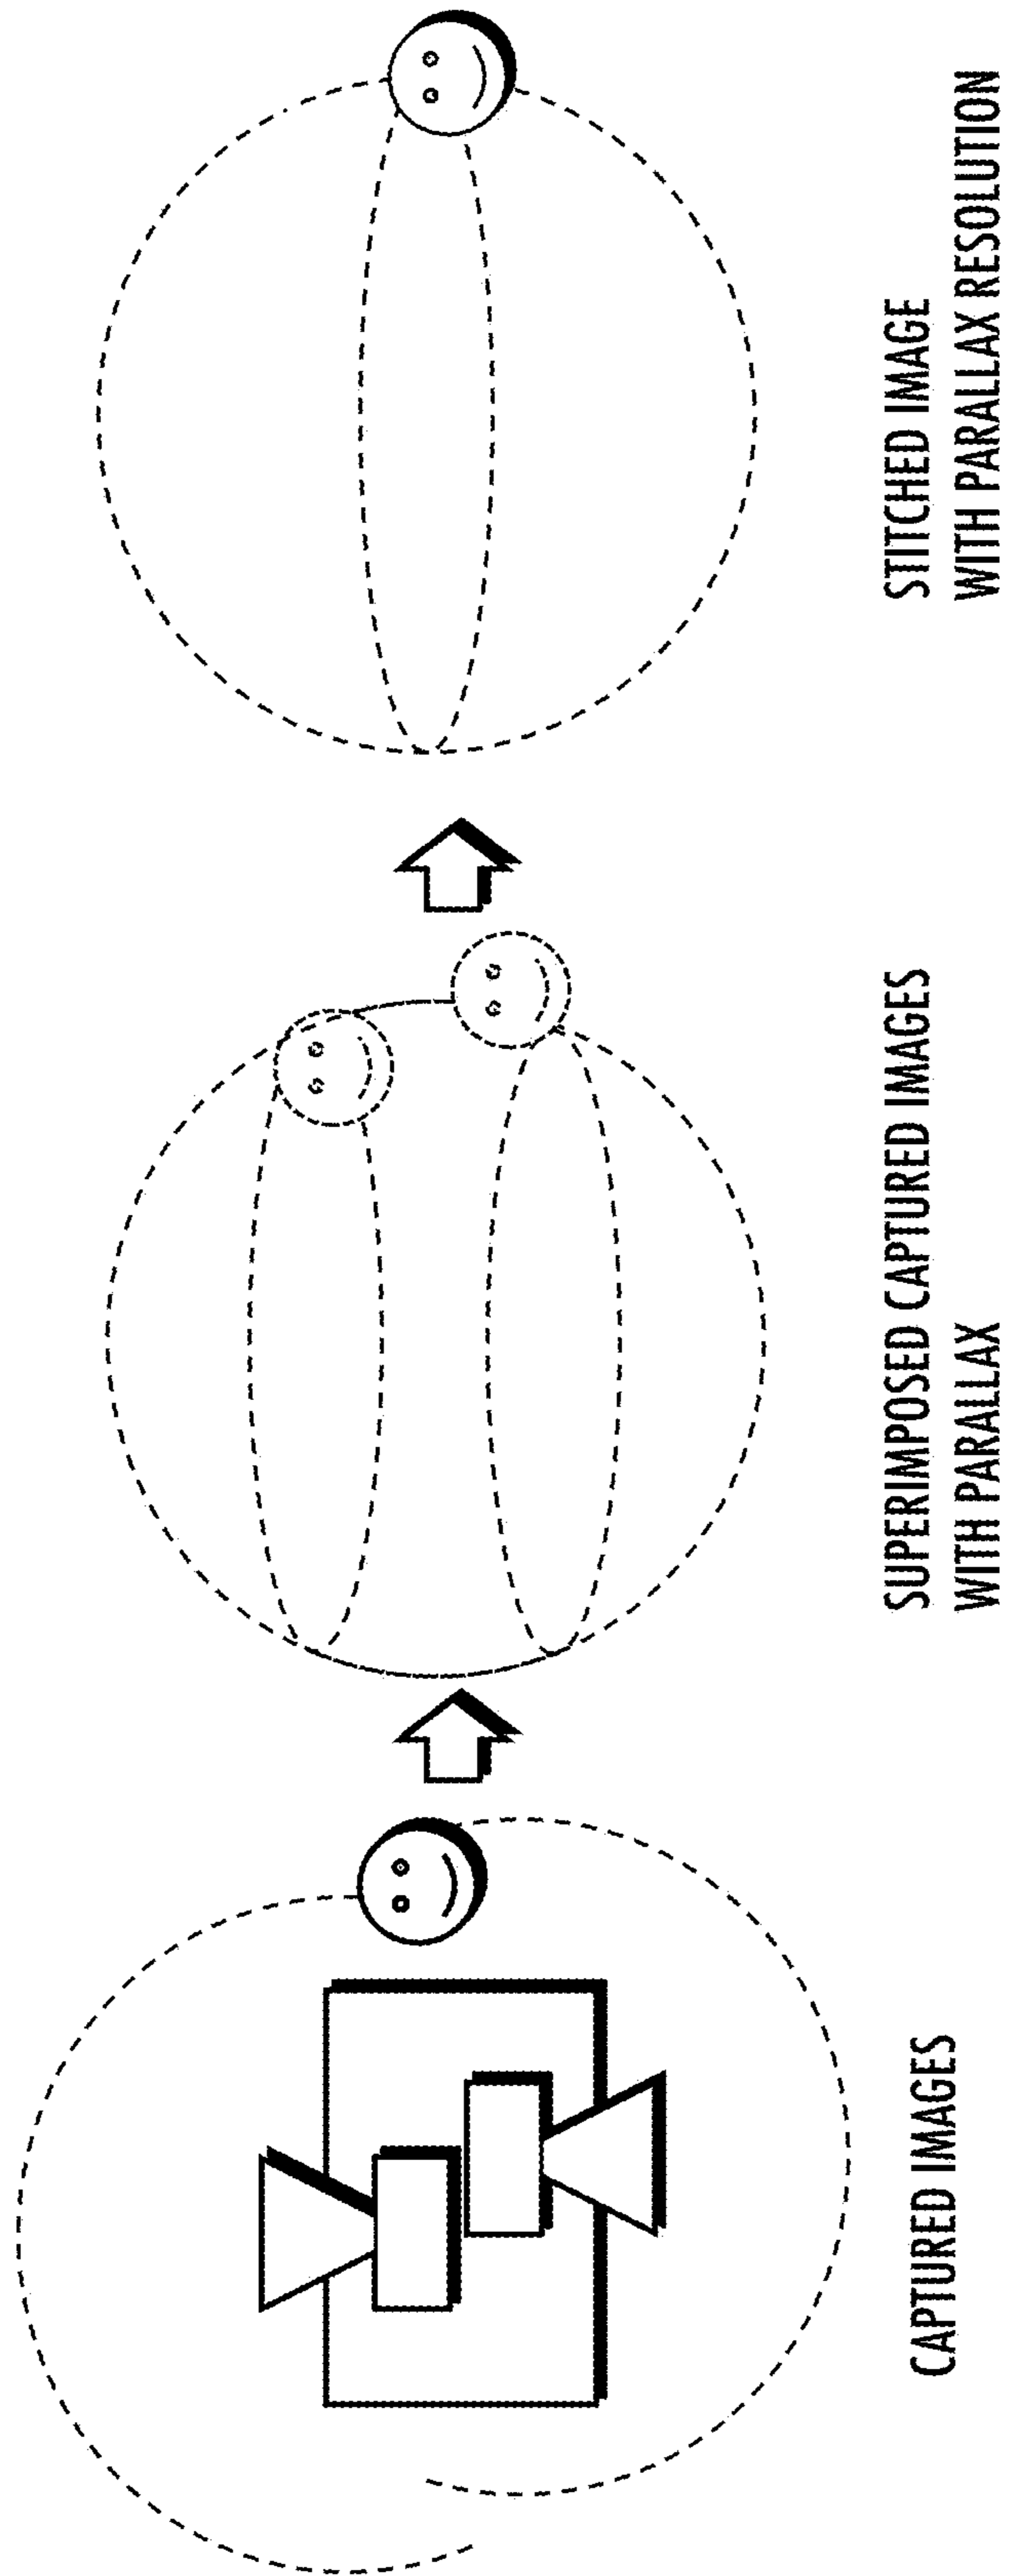 CAPTURED IMAGES
SUPERIMPOSED CAPTURED IMAGES
WITH PARALLAX
STITCHED IMAGE
WITH PARALLAX RESOLUTION